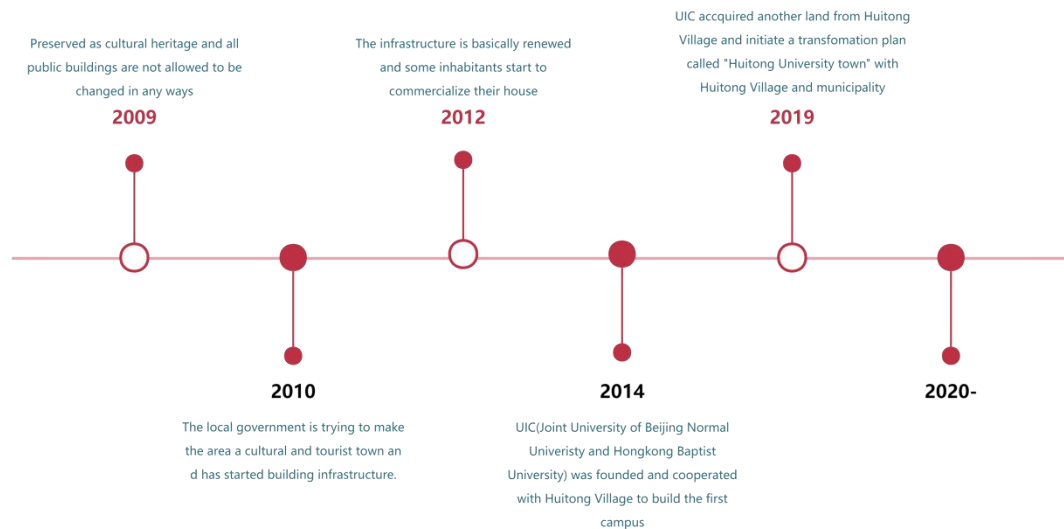 Preserved as cultural heritage and all
public buildings are not allowed to be
changed in any ways
2009
The infrastructure is basically renewed
and some inhabitants start to
commercialize their house
2012
UIC accquired another land from Huitong
Village and initiate a transfomation plan
called "Huitong University town" with
Huitong Village and municipality
2019
2010
The local government is trying to make
the area a cultural and tourist town an
d has started building infrastructure.
2014
UIC(Joint University of Beijing Normal
Univeristy and Hongkong Baptist
University) was founded and cooperated
with Huitong Village to build the first
campus
2020-